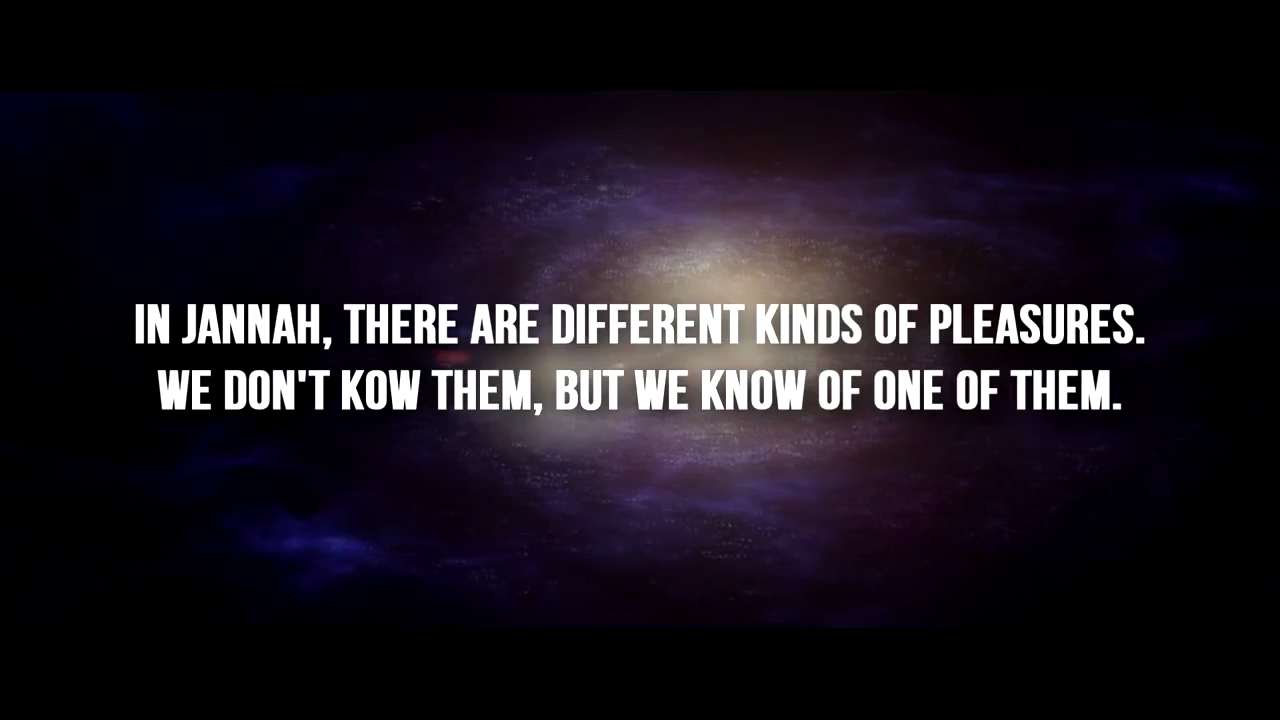 IN JANNAH, THERE ARE DIFFERENT KINDS OF PLEASURES.
WE DON'T KOW THEM, BUT WE KNOW OF ONE OF THEM.